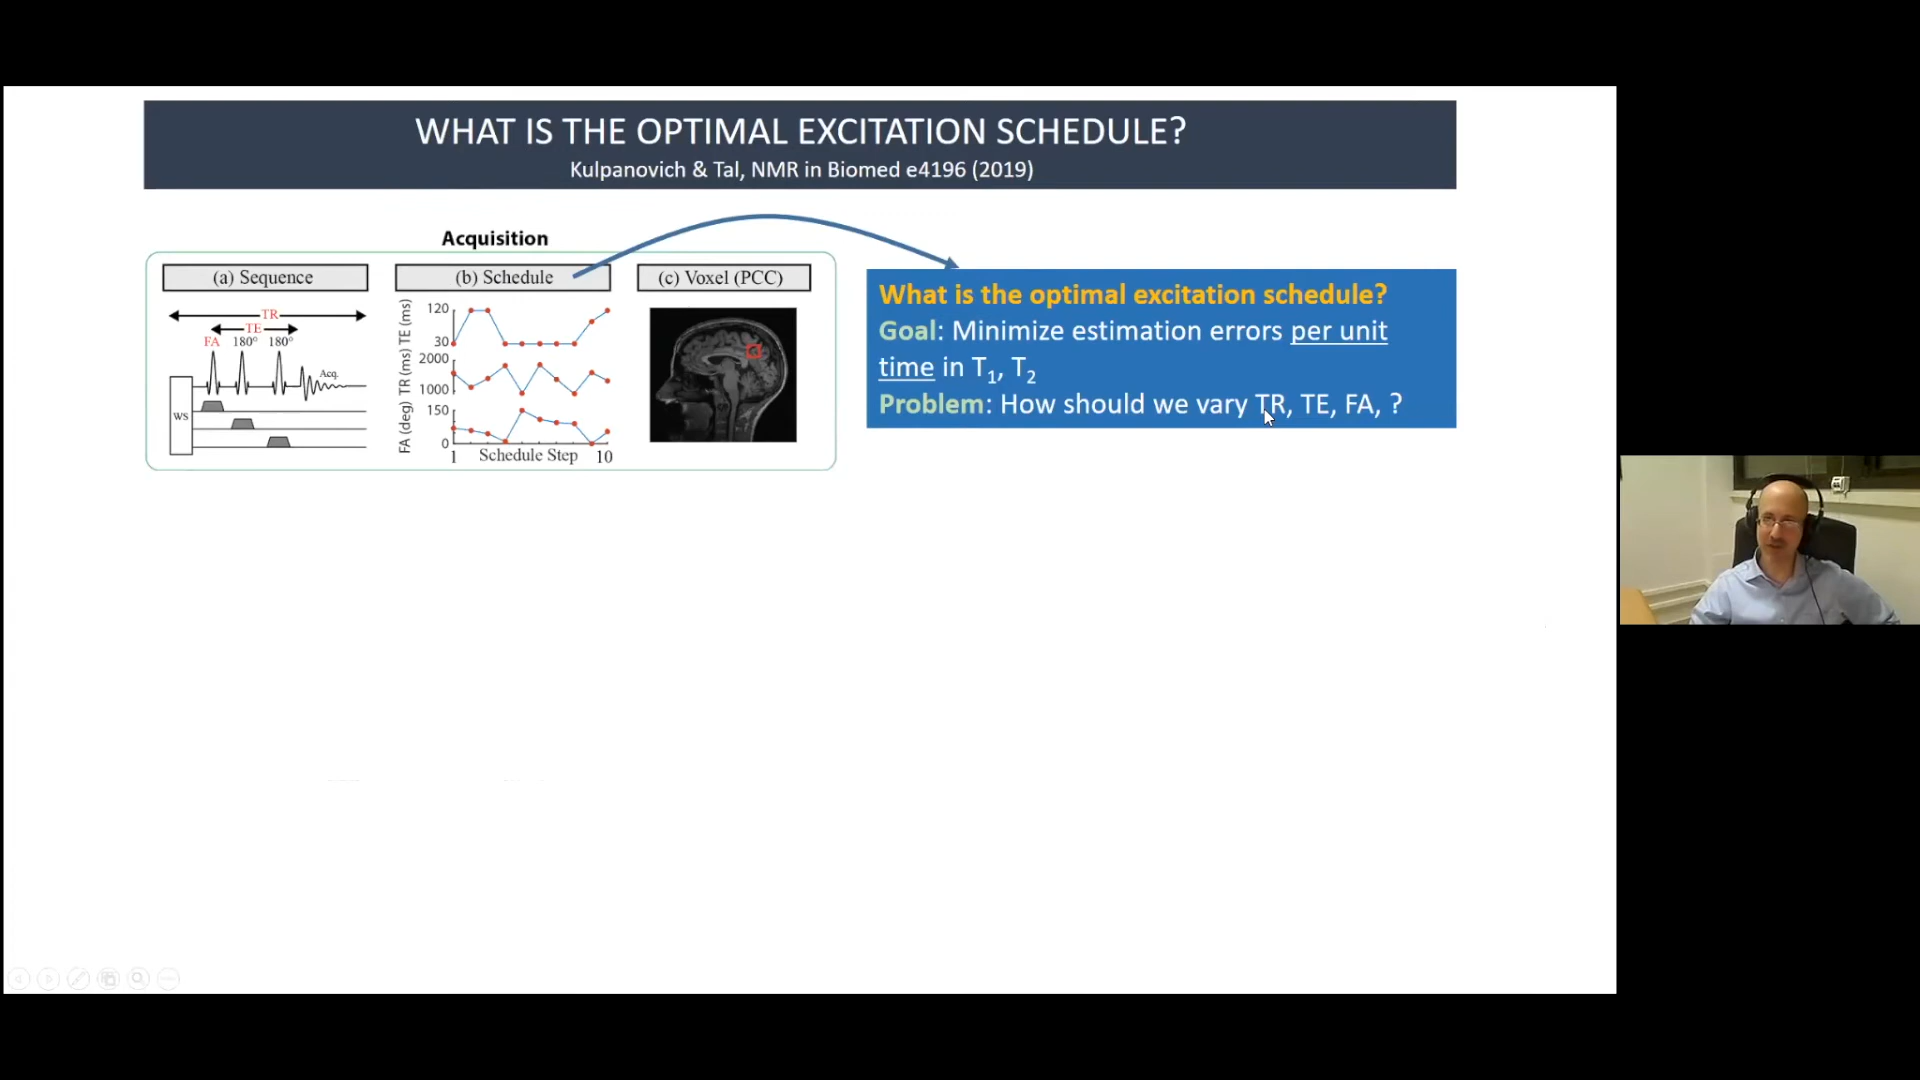 WHAT IS THE OPTIMAL EXCITATION SCHEDULE?
Kulpanovich & Tal, NMR in Biomed e4196 (2019)
Acquisition
(a) Sequence
TR
TE
FA 180° 180°
Acq.
WS
(b) Schedule
TE (ms)
120
30
TR (ms)
2000
1000
FA (deg)
150
0
1 Schedule Step 10
(c) Voxel (PCC)
What is the optimal excitation schedule?
Goal: Minimize estimation errors per unit
time in T₁, T₂
Problem: How should we vary TR, TE, FA, ?